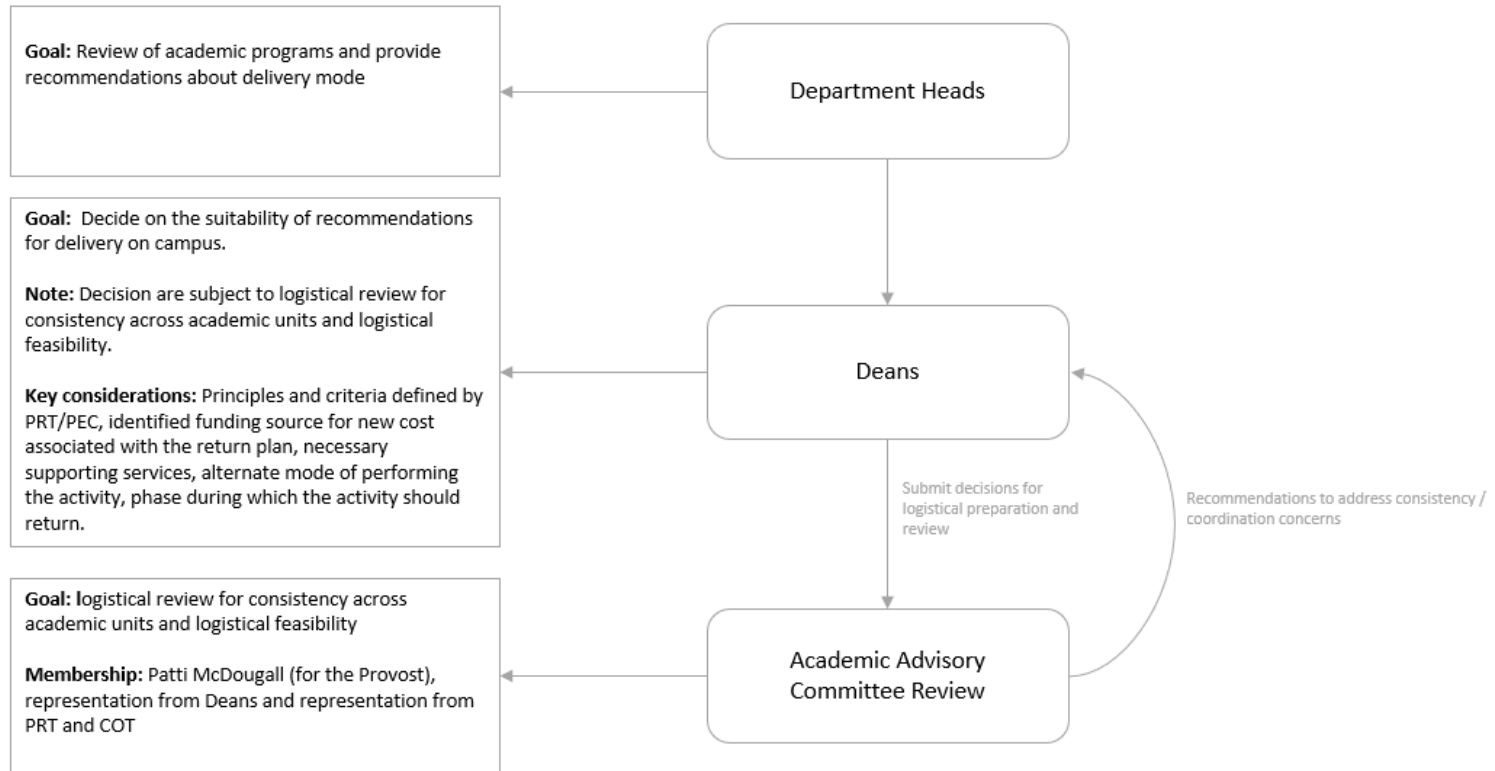 Goal: Review of academic programs and provide
recommendations about delivery mode
Department Heads
Goal:  Decide on the suitability of recommendations
for delivery on campus.
Note: Decision are subject to logistical review for
consistency across academic units and logistical
feasibility.
Key considerations: Principles and criteria defined by
PRT/PEC, identified funding source for new cost
associated with the return plan, necessary
supporting services, alternate mode of performing
the activity, phase during which the activity should
return.
Deans
Submit decisions for
logistical preparation and
review
Recommendations to address consistency /
coordination concerns
Goal: logistical review for consistency across
academic units and logistical feasibility
Membership: Patti McDougall (for the Provost),
representation from Deans and representation from
PRT and COT
Academic Advisory
Committee Review